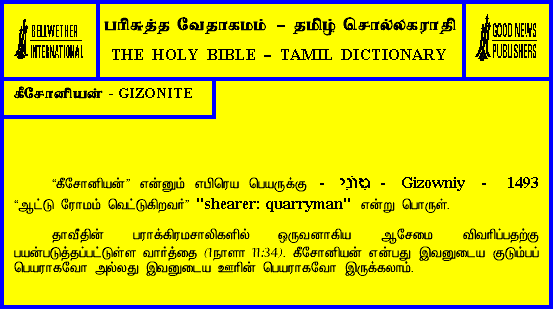 BELLWETHER
INTERNATIONAL
பரிசுத்த வேதாகமம் – தமிழ் சொல்லகராதி
THE HOLY BIBLE – TAMIL DICTIONARY
GOOD NEWS
PUBLISHERS
கீசோனியன் - GIZONITE
“கீசோனியன்” என்னும் எபிரெய பெயருக்கு - - Gizowniy - 1493
“ஆட்டு ரோமம் வெட்டுகிறவர்” "shearer: quarryman" என்று பொருள்.
தாவீதின் பராக்கிரமசாலிகளில் ஒருவனாகிய ஆசேமை விவரிப்பதற்கு
பயன்படுத்தப்பட்டுள்ள வார்த்தை (1நாளா 11:34). கீசோனியன் என்பது இவனுடைய குடும்பப்
பெயராகவோ அல்லது இவனுடைய ஊரின் பெயராகவோ இருக்கலாம்.